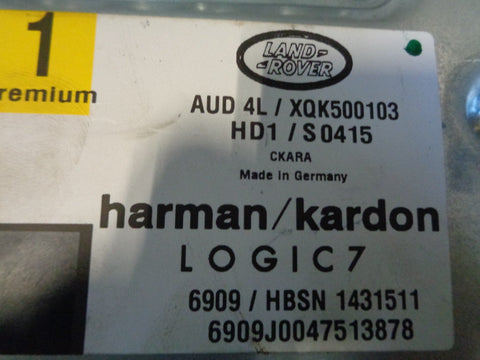 1
remium
LAND
ROVER
AUD 4L / XQK500103
HD1 / S0415
CKARA
Made in Germany
harman/kardon
LOGIC7
6909 / HBSN 1431511
6909J0047513878